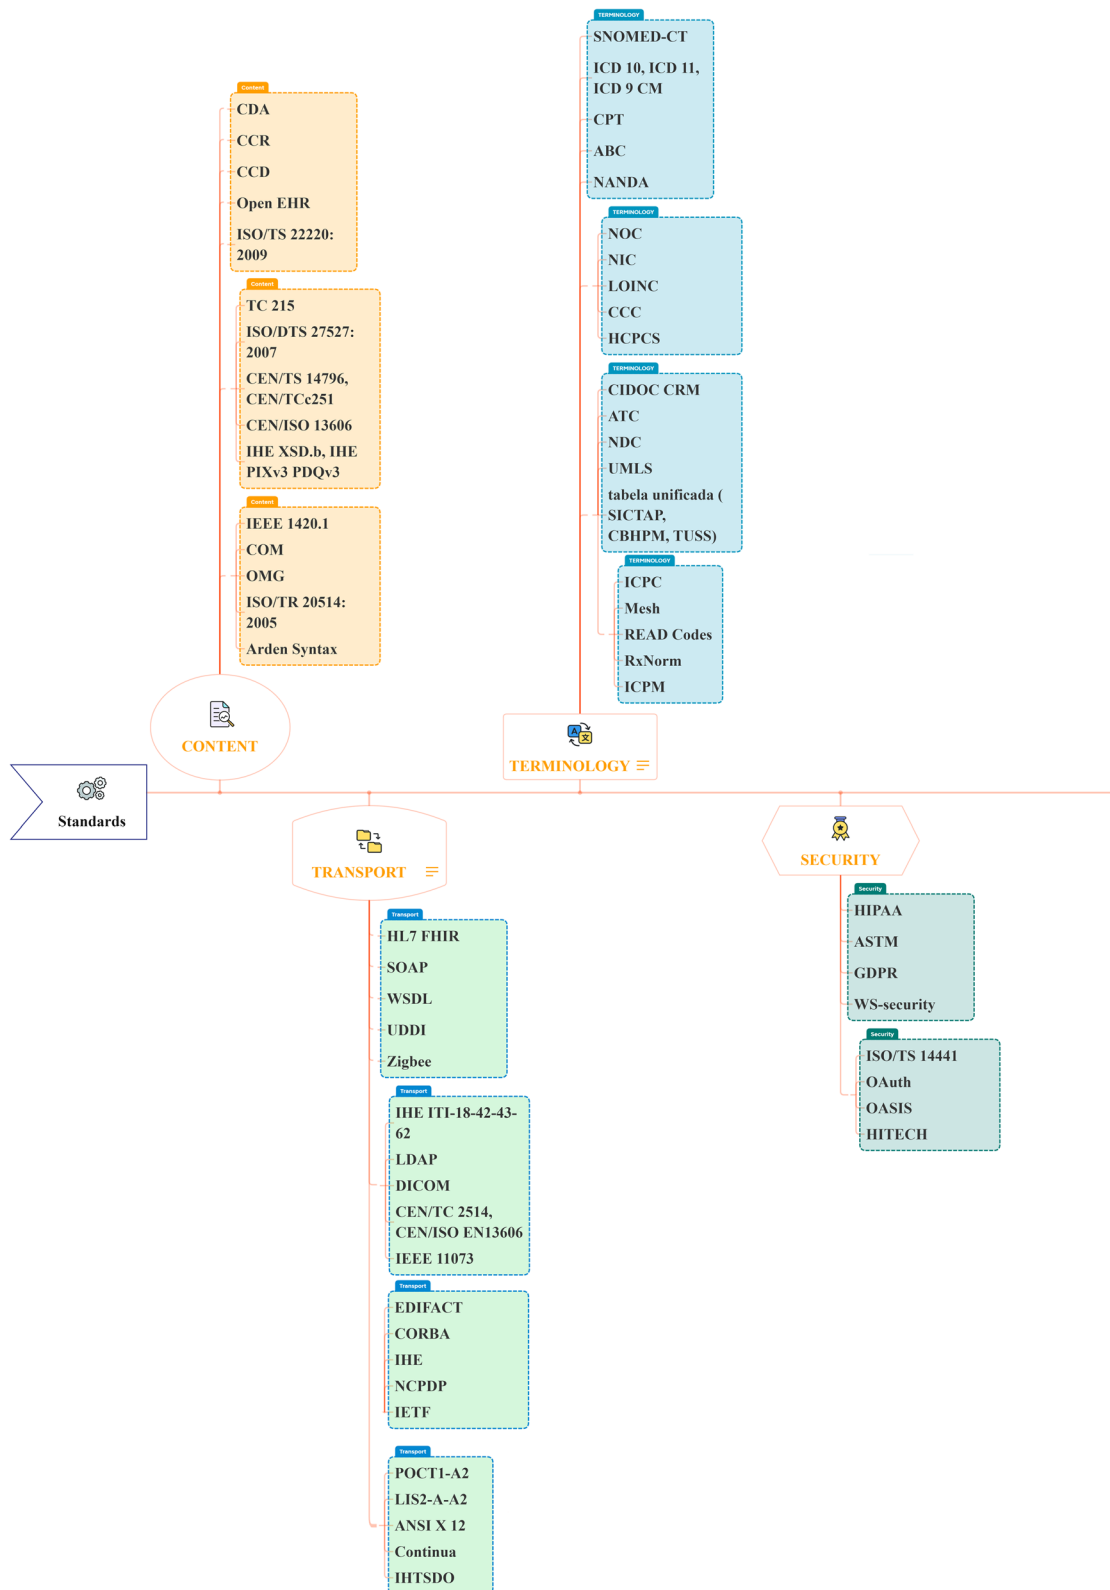 Standards
CONTENT
Content
CDA
CCR
CCD
Open EHR
ISO/TS 22220:
2009
Content
TC 215
ISO/DTS 27527:
2007
CEN/TS 14796,
CEN/TCc251
CEN/ISO 13606
IHE XSD.b, IHE
PIXv3 PDQv3
Content
IEEE 1420.1
COM
OMG
ISO/TR 20514:
2005
Arden Syntax
TERMINOLOGY
TERMINOLOGY
SNOMED-CT
ICD 10, ICD 11,
ICD 9 CM
CPT
ABC
NANDA
TERMINOLOGY
NOC
NIC
LOINC
CCC
HCPCS
TERMINOLOGY
CIDOC CRM
ATC
NDC
UMLS
tabela unificada (
SICTAP,
CBHPM, TUSS)
TERMINOLOGY
ICPC
Mesh
READ Codes
RxNorm
ICPM
TRANSPORT
Transport
HL7 FHIR
SOAP
WSDL
UDDI
Zigbee
Transport
IHE ITI-18-42-43-
62
LDAP
DICOM
CEN/TC 2514,
CEN/ISO EN13606
IEEE 11073
Transport
EDIFACT
CORBA
IHE
NCPDP
IETF
Transport
POCT1-A2
LIS2-A-A2
ANSI X 12
Continua
IHTSDO
SECURITY
Security
HIPAA
ASTM
GDPR
WS-security
Security
ISO/TS 14441
OAuth
OASIS
HITECH